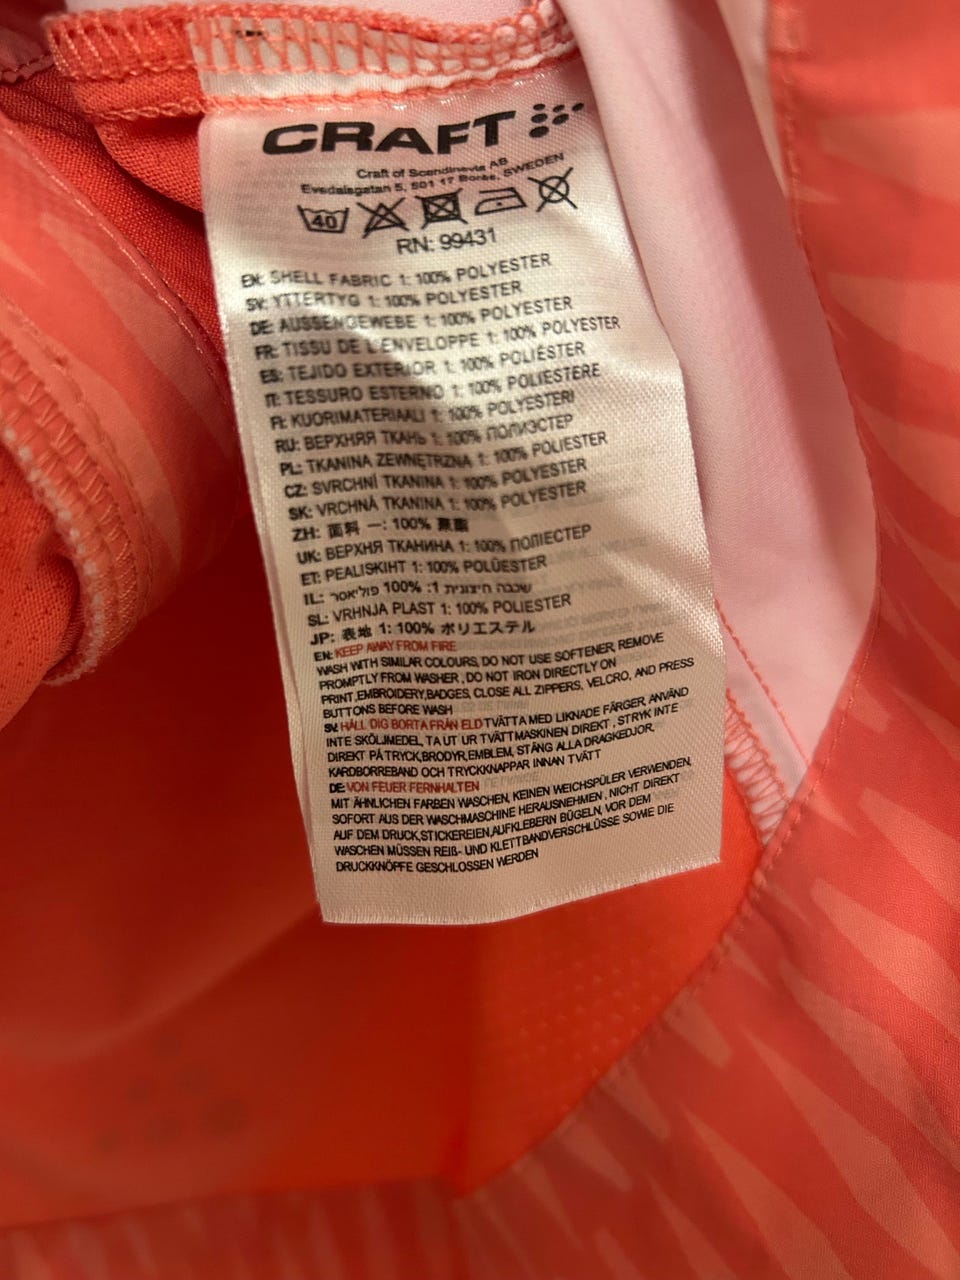 CRAFT
Craft of Scandinavia AB
Evedalsgatan 5, 501 17 Borås, SWEDEN
40
RN: 99431
EN: SHELL FABRIC 1: 100% POLYESTER
SV: YTTERTYG 1: 100% POLYESTER
DE: AUSSENGEWEBE 1: 100% POLYESTER
FR: TISSU DE L'ENVELOPPE 1: 100% POLYESTER
ES: TEJIDO EXTERIOR 1: 100% POLIÉSTER
IT: TESSURO ESTERNO 1: 100% POLIESTERE
FI: KUORIMATERIAALI 1: 100% POLYESTERI
RU: ВЕРХНЯЯ ТКАНЬ 1: 100% ПОЛИЭСТЕР
PL: TKANINA ZEWNĘTRZNA 1: 100% POLIESTER
CZ: SVRCHNÍ TKANINA 1: 100% POLYESTER
SK: VRCHNÁ TKANINA 1: 100% POLYESTER
ZH: 面料 一: 100%
UK: ВЕРХНЯ ТКАНИНА 1: 100% ПОЛІЕСТЕР
ET: PEALISKIHT 1: 100% POLÜESTER
IL: שכבה חיצונית 1: 100% פוליאסר
SL: VRHNJA PLAST 1: 100% POLIESTER
JP: 表地 1: 100% ポリエステル
EN: KEEP AWAY FROM FIRE
WASH WITH SIMILAR COLOURS, DO NOT USE SOFTENER, REMOVE
PROMPTLY FROM WASHER, DO NOT IRON DIRECTLY ON
PRINT,EMBROIDERY,BADGES, CLOSE ALL ZIPPERS, VELCRO, AND PRESS
BUTTONS BEFORE WASH
SV: HÅLL DIG BORTA FRÅN ELD TVÄTTA MED LIKNADE FÄRGER, ANVÄND
INTE SKÖLJMEDEL, TA UT UR TVÄTTMASKINEN DIREKT, STRYK INTE
DIREKT PÅ TRYCK,BRODYR,EMBLEM, STÄNG ALLA DRAGKEDJOR,
KARDBORREBAND OCH TRYCKKNAPPAR INNAN TVÄTT
DE: VON FEUER FERNHALTEN
MIT ÄHNLICHEN FARBEN WASCHEN, KEINEN WEICHSPÜLER VERWENDEN,
SOFORT AUS DER WASCHMASCHINE HERAUSNEHMEN, NICHT DIREKT
AUF DEM DRUCK,STICKEREIEN,AUFKLEBERN BÜGELN, VOR DEM
WASCHEN MÜSSEN REIß- UND KLETTBANDVERSCHLÜSSE SOWIE DIE
DRUCKKNÖPFE GESCHLOSSEN WERDEN